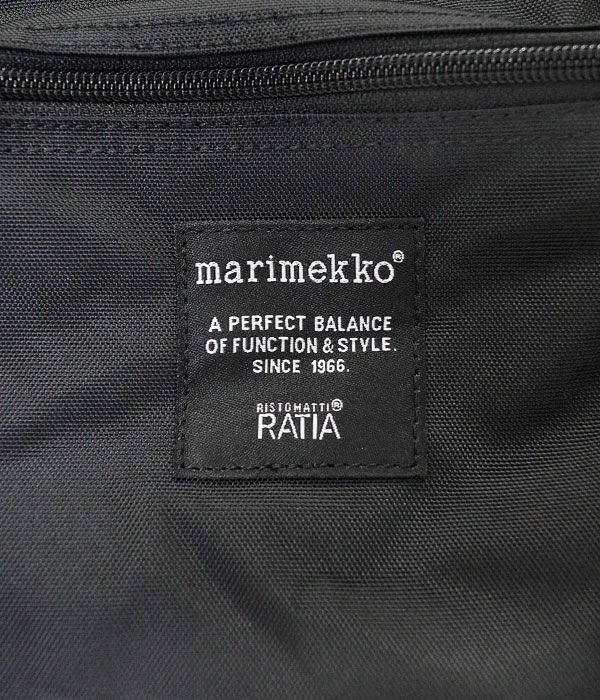 marimekko®
A PERFECT BALANCE
OF FUNCTION & STYLE.
SINCE 1966.
RISTOMATTI®
RATIA